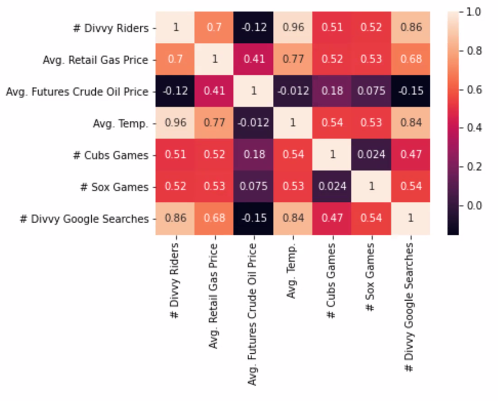 # Divvy Riders 1 0.7 -0.12 0.96 0.51 0.52 0.86
Avg. Retail Gas Price 0.7 1 0.41 0.77 0.52 0.53 0.68
Avg. Futures Crude Oil Price -0.12 0.41 1 -0.012 0.18 0.075 -0.15
Avg. Temp. 0.96 0.77 -0.012 1 0.54 0.53 0.84
# Cubs Games 0.51 0.52 0.18 0.54 1 0.024 0.47
# Sox Games 0.52 0.53 0.075 0.53 0.024 1 0.54
# Divvy Google Searches 0.86 0.68 -0.15 0.84 0.47 0.54 1
# Divvy Riders
Avg. Retail Gas Price
Avg. Futures Crude Oil Price
Avg. Temp.
# Cubs Games
# Sox Games
# Divvy Google Searches
1.0
0.8
0.6
0.4
0.2
0.0